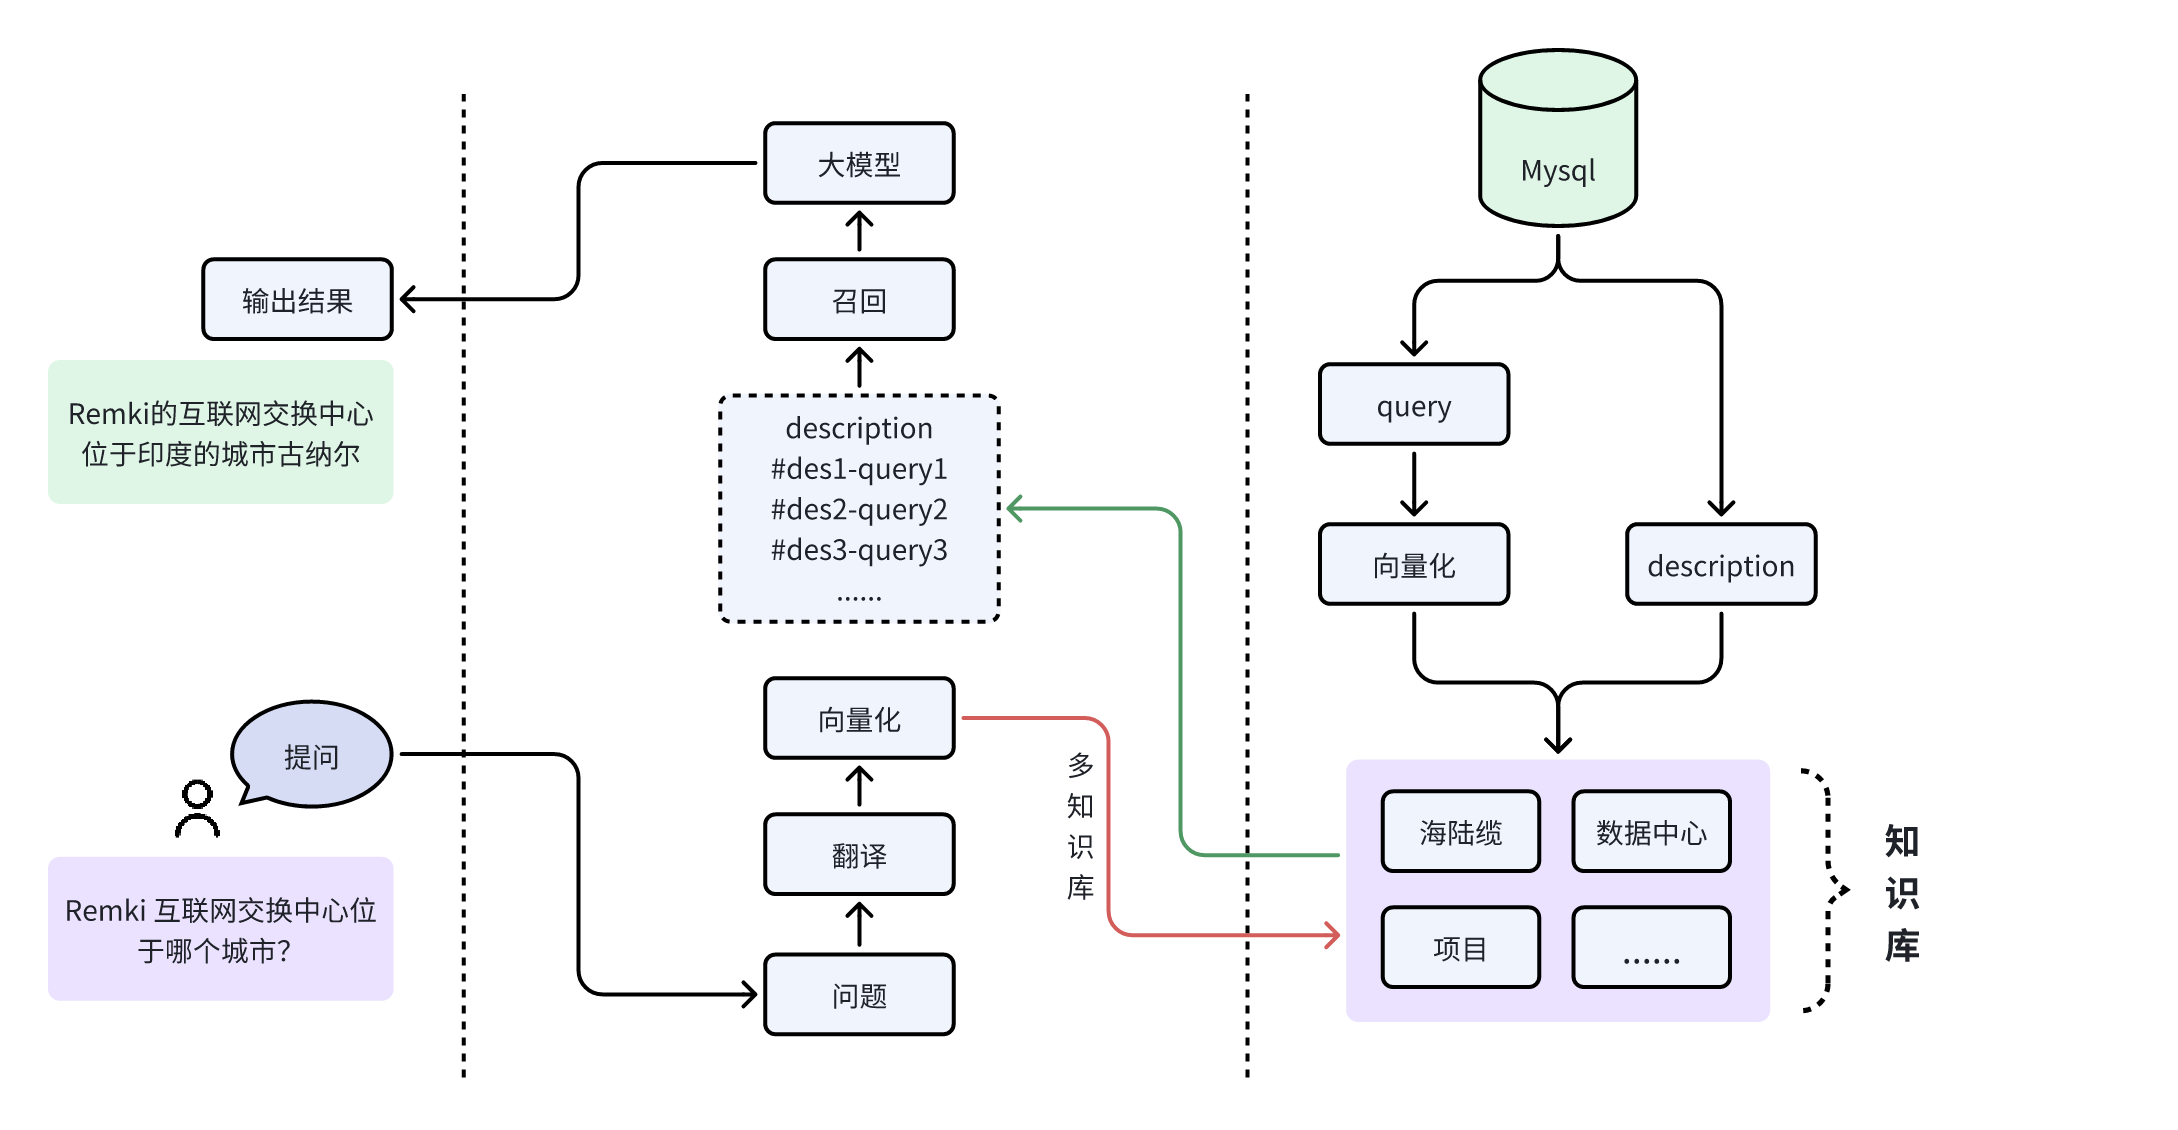 Mysql
大模型
召回
输出结果
Remki的互联网交换中心
位于印度的城市古纳尔
description
#des1-query1
#des2-query2
#des3-query3
......
query
向量化
description
向量化
提问
翻译
Remki 互联网交换中心位
于哪个城市?
问题
多
知
识
库
海陆缆
数据中心
项目
......
知
识
库